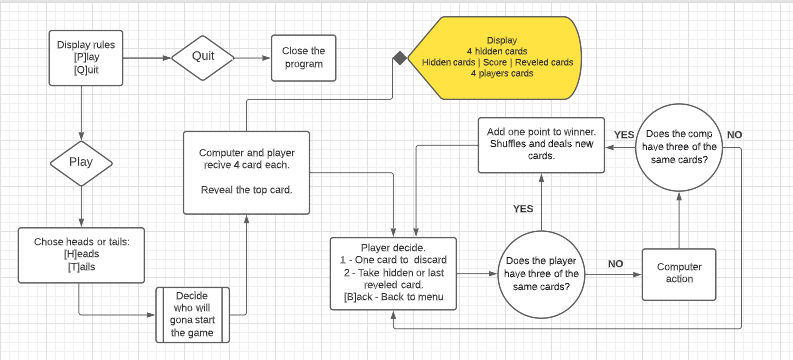 Display rules
[P]lay
[Q]uit
Quit
Close the
program
Display
4 hidden cards
Hidden cards | Score | Reveled cards
4 players cards
Play
Chose heads or tails:
[H]eads
[T]ails
Decide
who will
gona start
the game
Computer and player
recive 4 card each.
Reveal the top card.
Player decide.
1 - One card to discard
2 - Take hidden or last
reveled card.
[B]ack - Back to menu
Does the player
have three of the
same cards?
YES
NO
Add one point to winner.
Shuffles and deals new
cards.
Computer
action
Does the comp
have three of the
same cards?
YES
NO